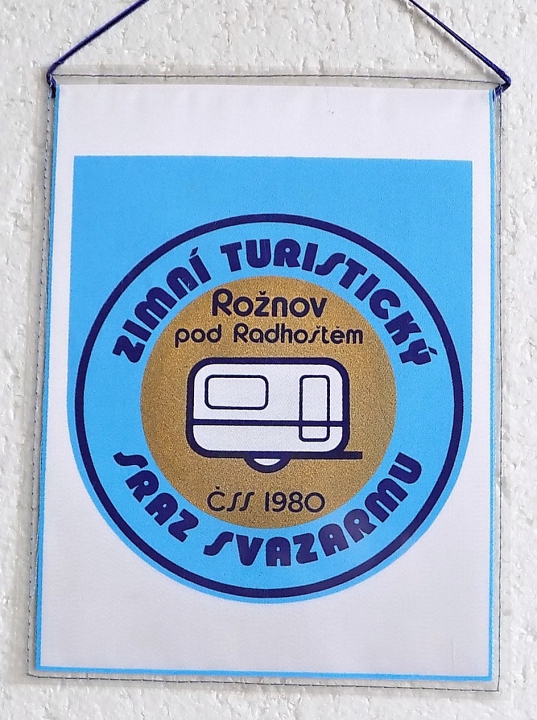 ZIMNÍ TURISTICKÝ
Rožnov
pod Radhoštěm
ČSS 1980
SRAZ SVAZARMU